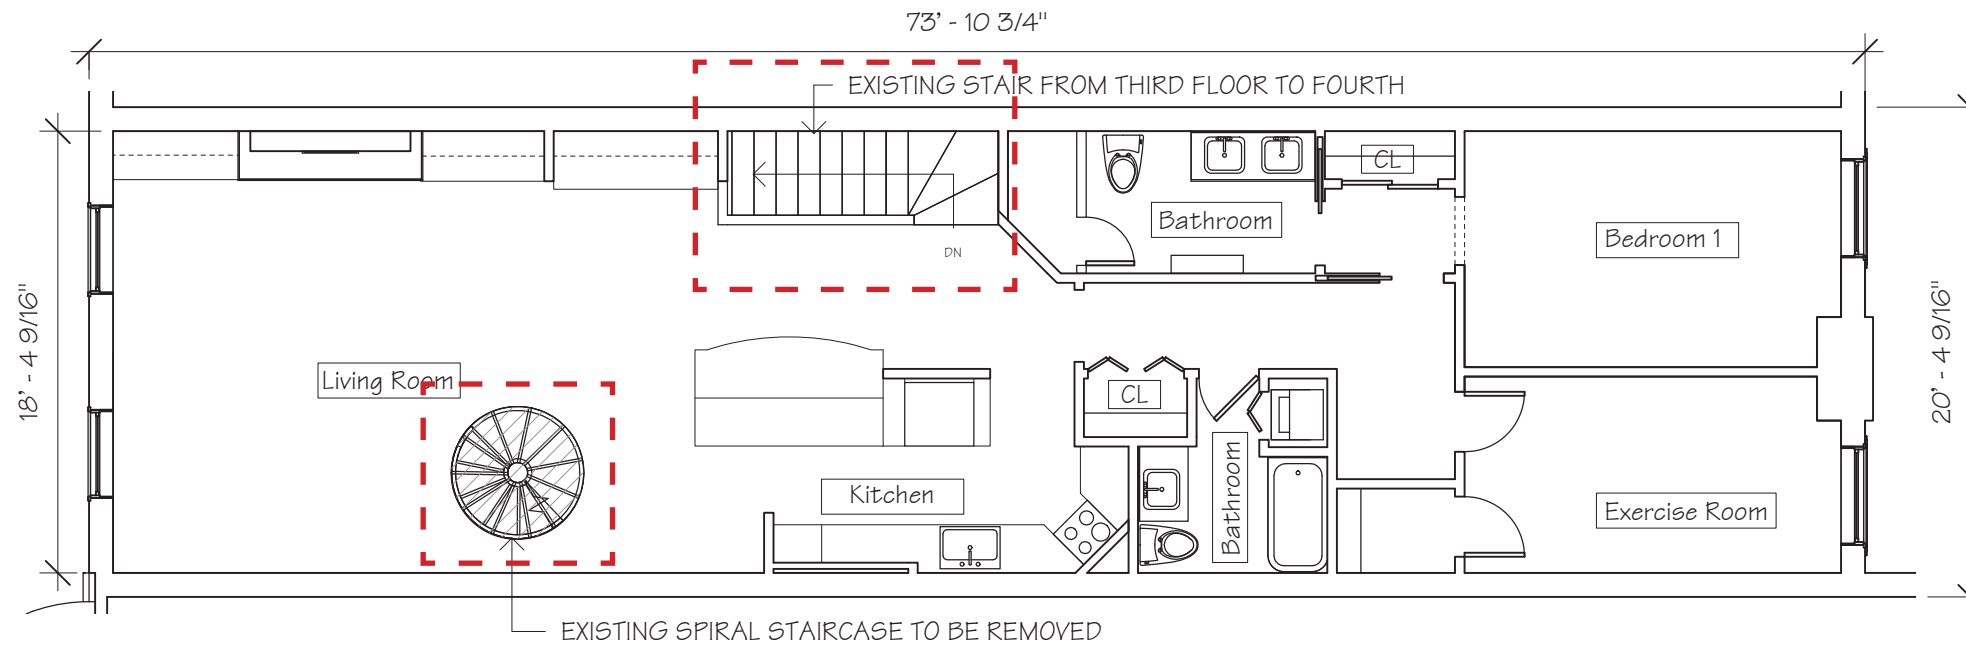 73' - 10 3/4"
EXISTING STAIR FROM THIRD FLOOR TO FOURTH
CL
Bathroom
Bedroom 1
DN
18' - 4 9/16"
20' - 4 9/16"
Living Room
CL
Kitchen
Bathroom
Exercise Room
EXISTING SPIRAL STAIRCASE TO BE REMOVED